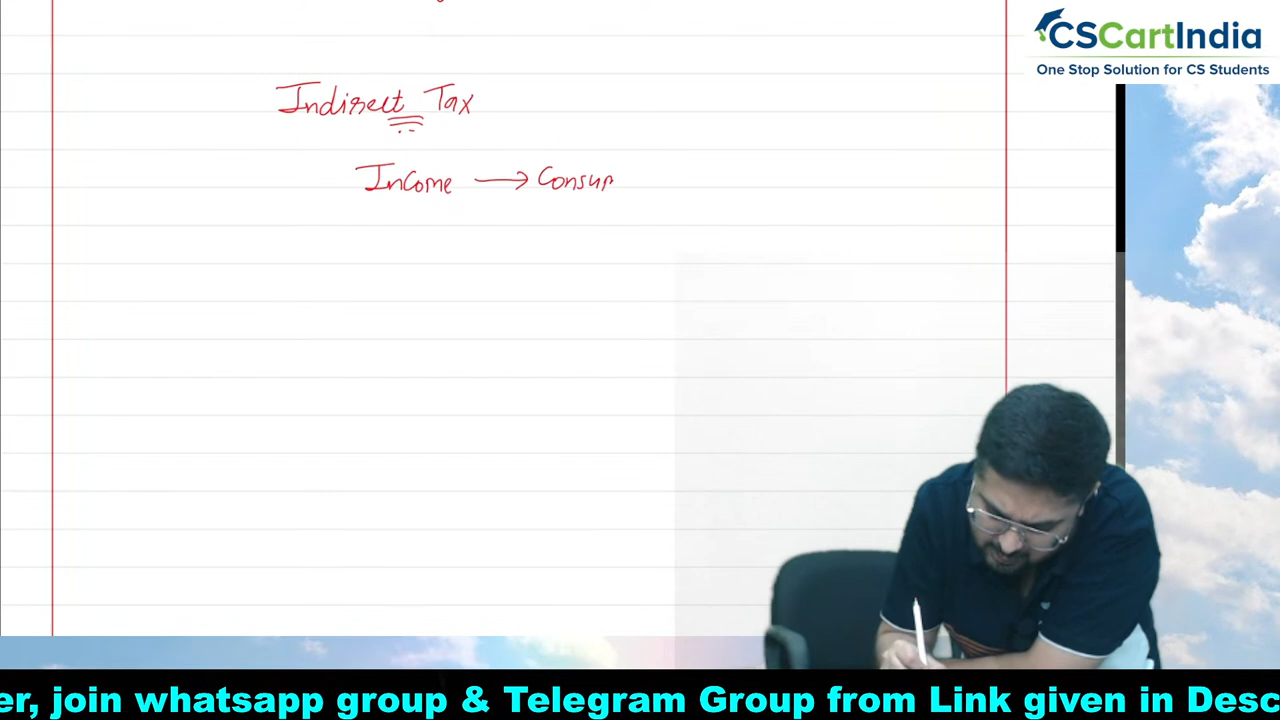 CSCartIndia
One Stop Solution for CS Students
Indirect Tax
Income → Consum
er, join whatsapp group & Telegram Group from Link given in Desc